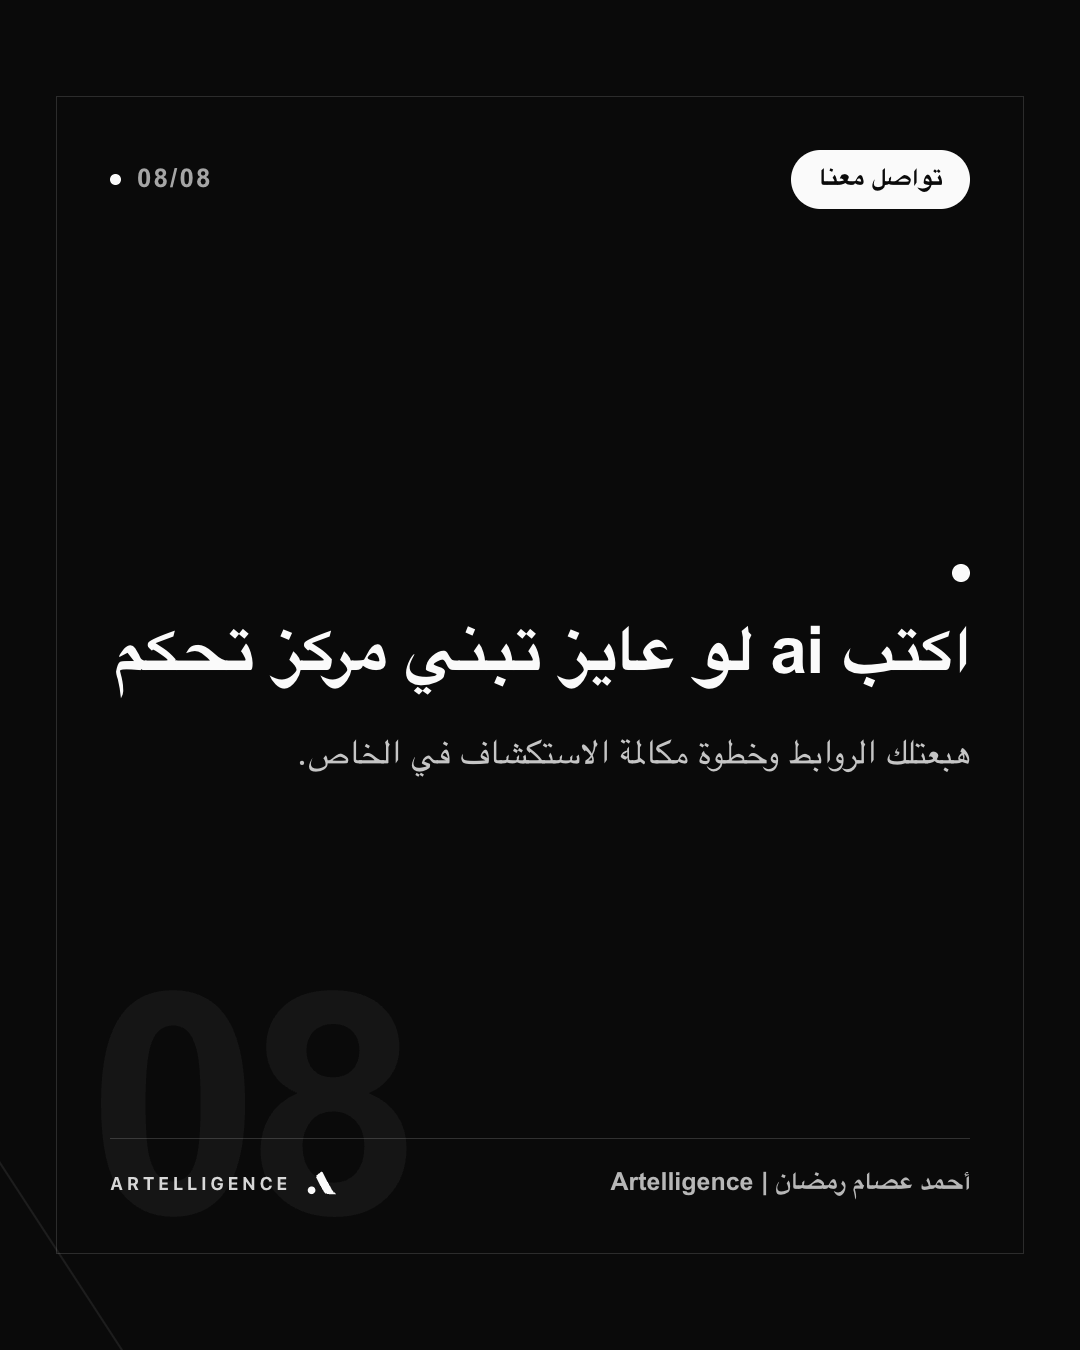 تواصل معنا
08/08
اكتب ai لو عايز تبني مركز تحكم
هبعتلك الروابط وخطوة مكالمة الاستكشاف في الخاص.
08
أحمد عصام رمضان | Artelligence
ARTELLIGENCE